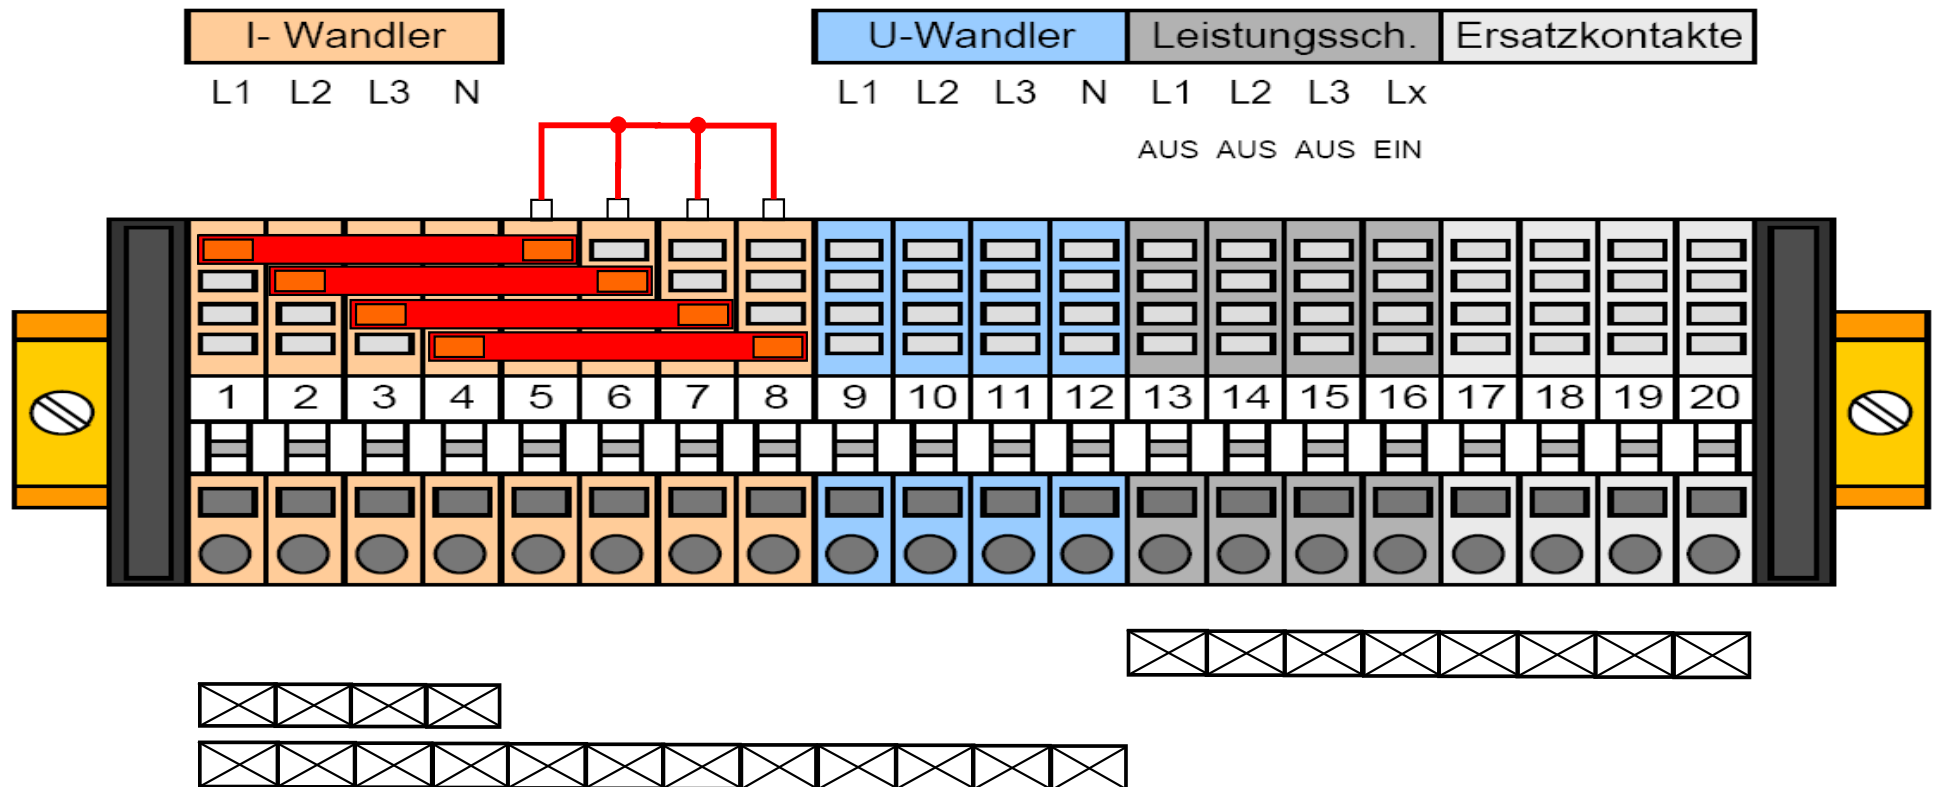 I- Wandler U-Wandler Leistungssch. Ersatzkontakte
L1 L2 L3 N L1 L2 L3 N L1 L2 L3 Lx
AUS AUS AUS EIN
1 2 3 4 5 6 7 8 9 10 11 12 13 14 15 16 17 18 19 20